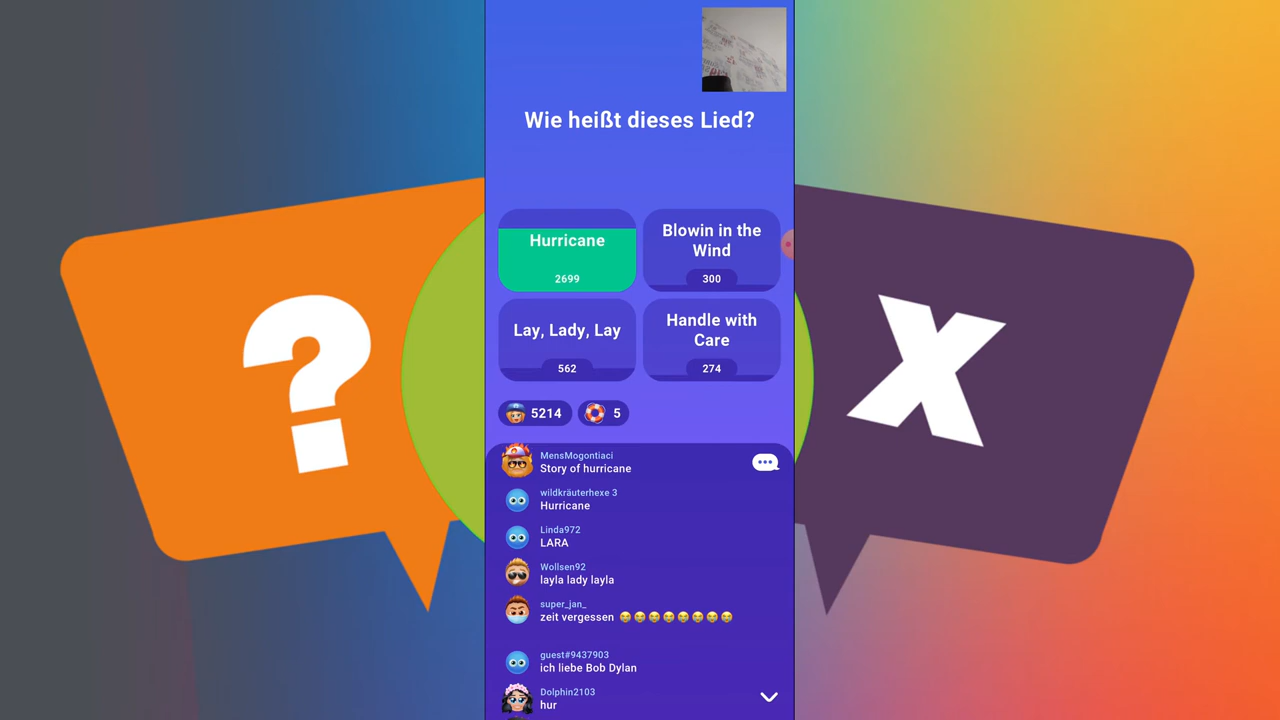 Wie heißt dieses Lied?
Hurricane
2699
Blowin in the
Wind
300
Lay, Lady, Lay
562
Handle with
Care
274
5214
5
MensMogontiaci
Story of hurricane
wildkräuterhexe 3
Hurricane
Linda972
LARA
Wollsen92
layla lady layla
super_jan_
zeit vergessen 😂😂😂😂😂😂😂😂
guest#9437903
ich liebe Bob Dylan
Dolphin2103
hur
?
X